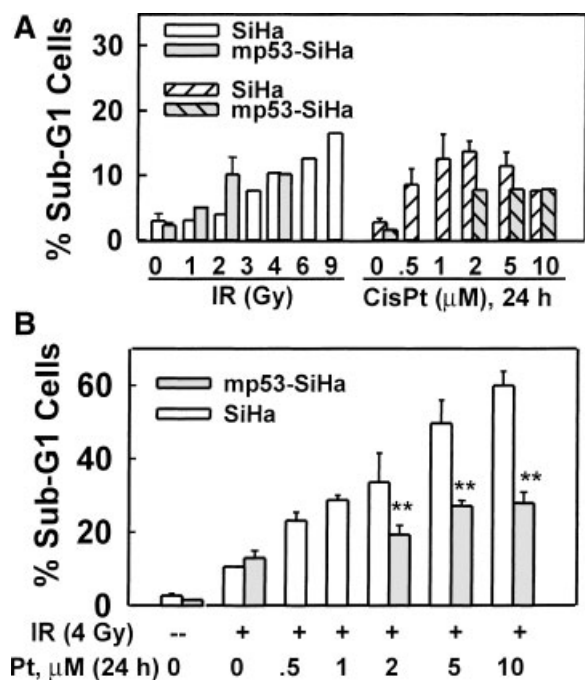 A
% Sub-G1 Cells
30
20
10
0
SiHa
mp53-SiHa
SiHa
mp53-SiHa
0 1 2 3 4 6 9 0 .5 1 2 5 10
IR (Gy) CisPt (μM), 24 h
B
% Sub-G1 Cells
60
40
20
0
mp53-SiHa
SiHa
** ** **
IR (4 Gy) -- + + + + + +
Pt, μM (24 h) 0 0 .5 1 2 5 10